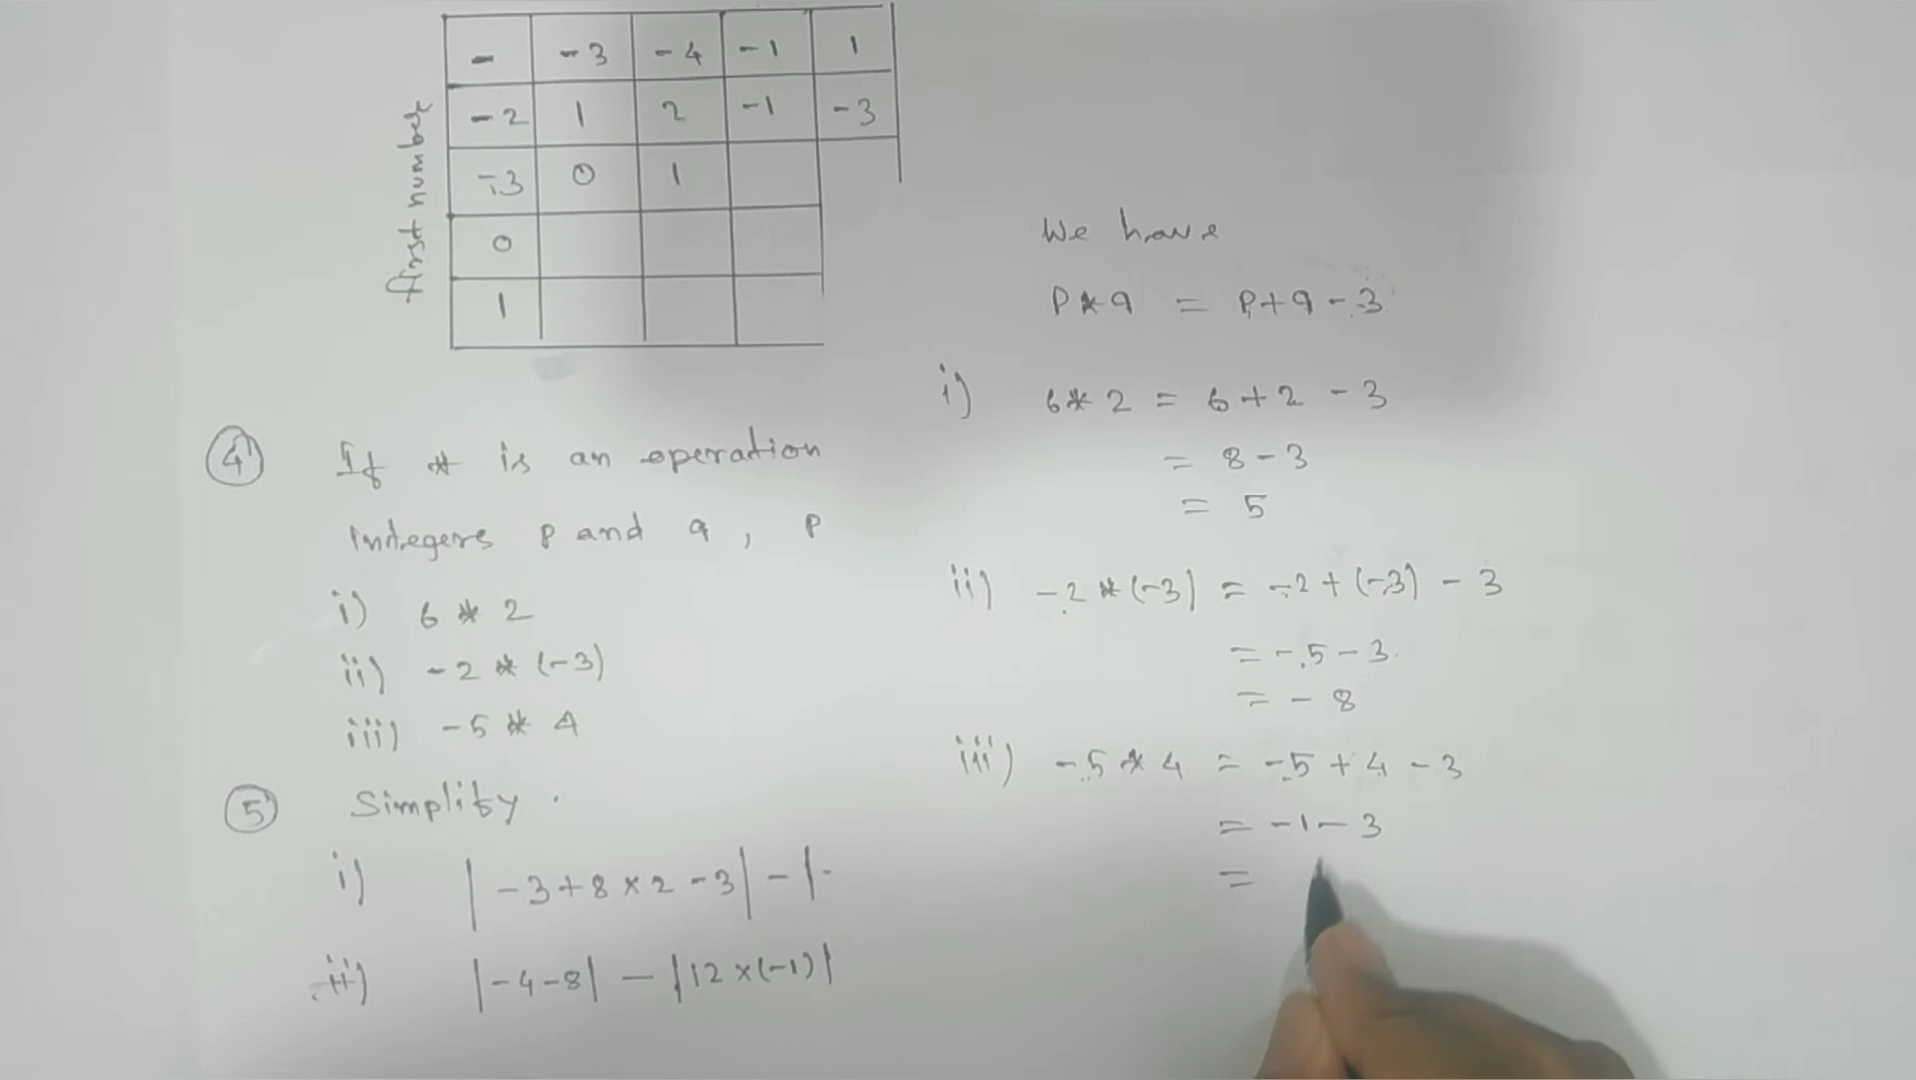 - -3 -4 -1 1
-2 1 2 -1 -3
-3 0 1
0
1
first number
④ If * is an operation
integers p and q, p
i) 6 * 2
ii) -2 * (-3)
iii) -5 * 4
⑤ Simplify.
i) |-3+8×2-3| - |-
ii) |-4-8| - |12×(-1)|
We have
p*q = p+q-3
i) 6*2 = 6+2-3
= 8-3
= 5
ii) -2*(-3) = -2+(-3)-3
= -5-3
= -8
iii) -5*4 = -5+4-3
= -1-3
=